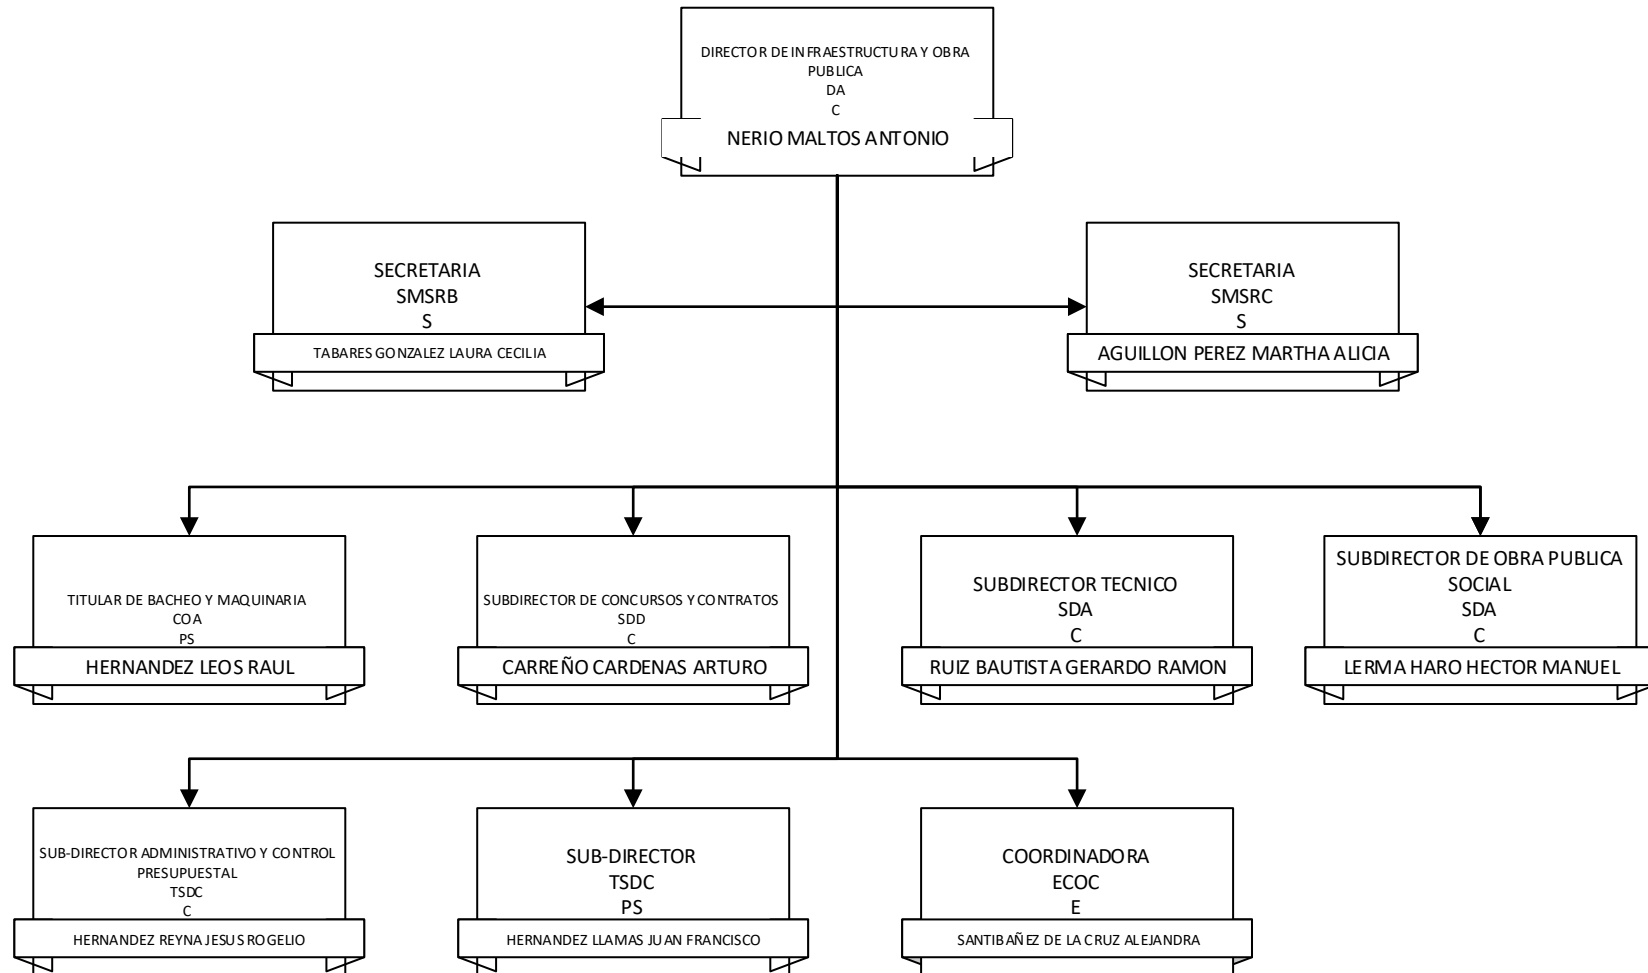 DIRECTOR DE INFRAESTRUCTURA Y OBRA
PUBLICA
DA
C
NERIO MALTOS ANTONIO
SECRETARIA
SMSRB
S
TABARES GONZALEZ LAURA CECILIA
SECRETARIA
SMSRC
S
AGUILLON PEREZ MARTHA ALICIA
TITULAR DE BACHEO Y MAQUINARIA
COA
PS
HERNANDEZ LEOS RAUL
SUBDIRECTOR DE CONCURSOS Y CONTRATOS
SDD
C
CARREÑO CARDENAS ARTURO
SUBDIRECTOR TECNICO
SDA
C
RUIZ BAUTISTA GERARDO RAMON
SUBDIRECTOR DE OBRA PUBLICA
SOCIAL
SDA
C
LERMA HARO HECTOR MANUEL
SUB-DIRECTOR ADMINISTRATIVO Y CONTROL
PRESUPUESTAL
TSDC
C
HERNANDEZ REYNA JESUS ROGELIO
SUB-DIRECTOR
TSDC
PS
HERNANDEZ LLAMAS JUAN FRANCISCO
COORDINADORA
ECOC
E
SANTIBAÑEZ DE LA CRUZ ALEJANDRA